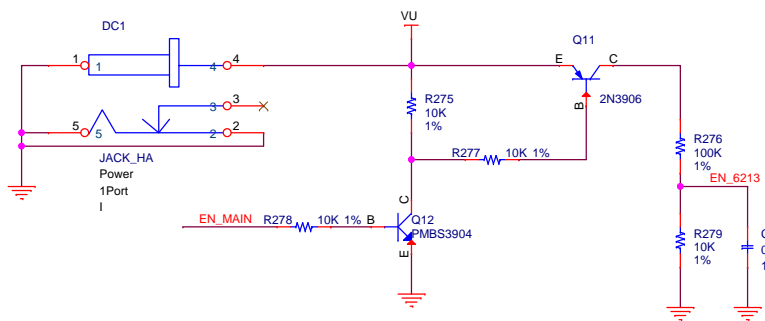 DC1
VU
Q11
1
1
4
4
E
C
B
2N3906
3
3
R275
10K
1%
5
5
2
2
R276
100K
1%
JACK_HA
Power
1Port
I
R277
10K 1%
EN_6213
C
EN_MAIN
R278
10K 1%
B
Q12
PMBS3904
E
R279
10K
1%